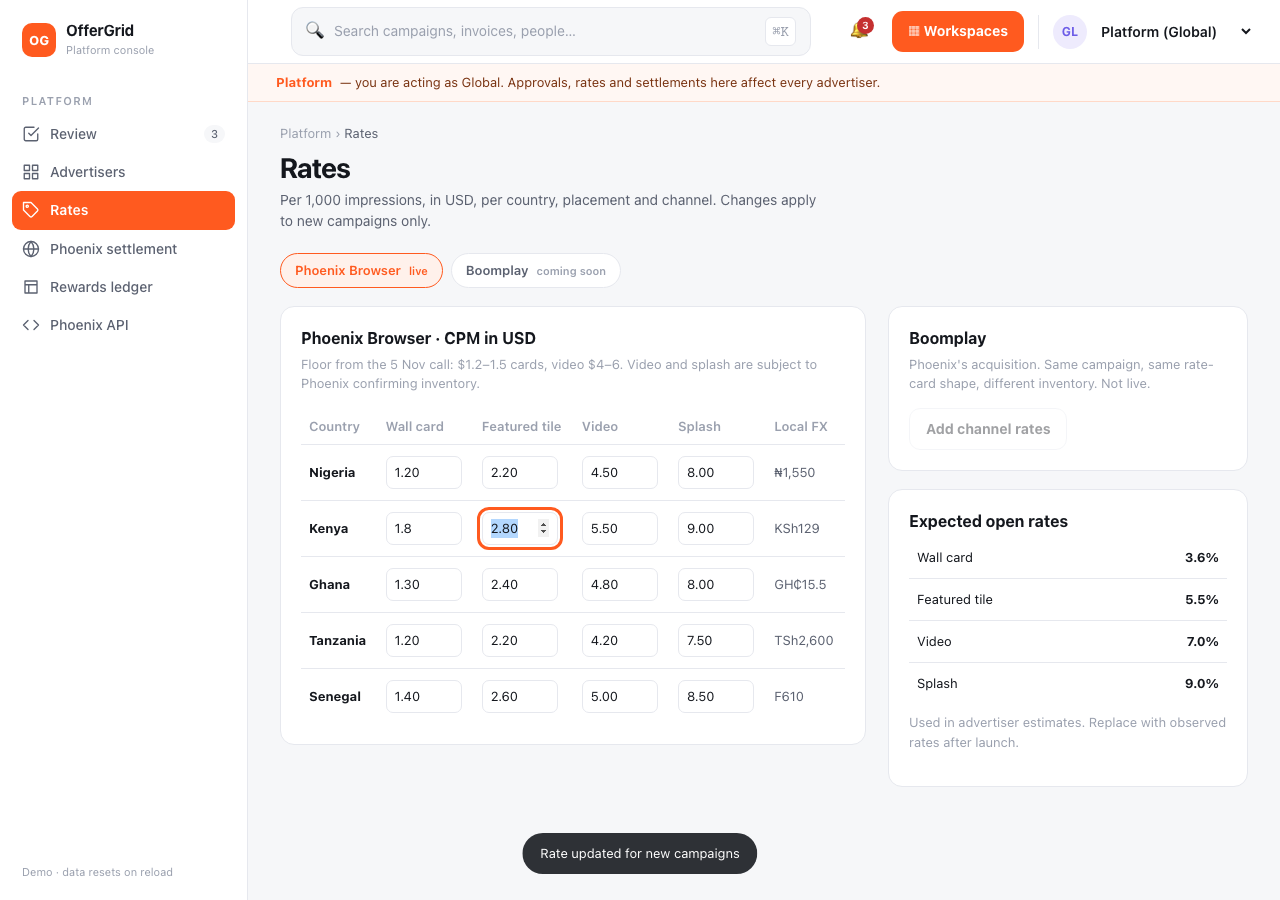 OG
OfferGrid
Platform console
Search campaigns, invoices, people…
⌘K
3
Workspaces
GL
Platform (Global)
Platform — you are acting as Global. Approvals, rates and settlements here affect every advertiser.
PLATFORM
Review 3
Advertisers
Rates
Phoenix settlement
Rewards ledger
Phoenix API
Demo · data resets on reload
Platform › Rates
Rates
Per 1,000 impressions, in USD, per country, placement and channel. Changes apply
to new campaigns only.
Phoenix Browser live
Boomplay coming soon
Phoenix Browser · CPM in USD
Floor from the 5 Nov call: $1.2–1.5 cards, video $4–6. Video and splash are subject to
Phoenix confirming inventory.
Country Wall card Featured tile Video Splash Local FX
Nigeria 1.20 2.20 4.50 8.00 ₦1,550
Kenya 1.8 2.80 5.50 9.00 KSh129
Ghana 1.30 2.40 4.80 8.00 GH₵15.5
Tanzania 1.20 2.20 4.20 7.50 TSh2,600
Senegal 1.40 2.60 5.00 8.50 F610
Boomplay
Phoenix's acquisition. Same campaign, same rate-
card shape, different inventory. Not live.
Add channel rates
Expected open rates
Wall card 3.6%
Featured tile 5.5%
Video 7.0%
Splash 9.0%
Used in advertiser estimates. Replace with observed
rates after launch.
Rate updated for new campaigns